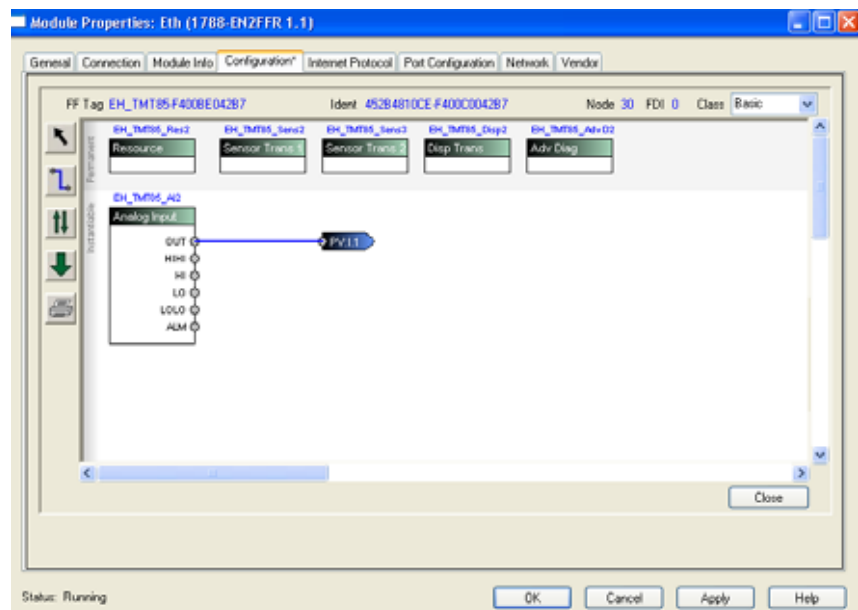 Module Properties: Eth (1788-EN2FFR 1.1)
General Connection Module Info Configuration* Internet Protocol Port Configuration Network Vendor
FF Tag EH_TMT85-F400BE042B7 Ident 452B4810CE-F400C0042B7 Node 30 FDI 0 Class Basic
Permanent
EH_TMT85_Res2 EH_TMT85_Sens2 EH_TMT85_Sens3 EH_TMT85_Disp2 EH_TMT85_AdvD2
Resource Sensor Trans 1 Sensor Trans 2 Disp Trans Adv Diag
Instantiable
EH_TMT85_AI2
Analog Input
OUT PV.I.1
HIHI
HI
LO
LOLO
ALM
Close
Status: Running OK Cancel Apply Help